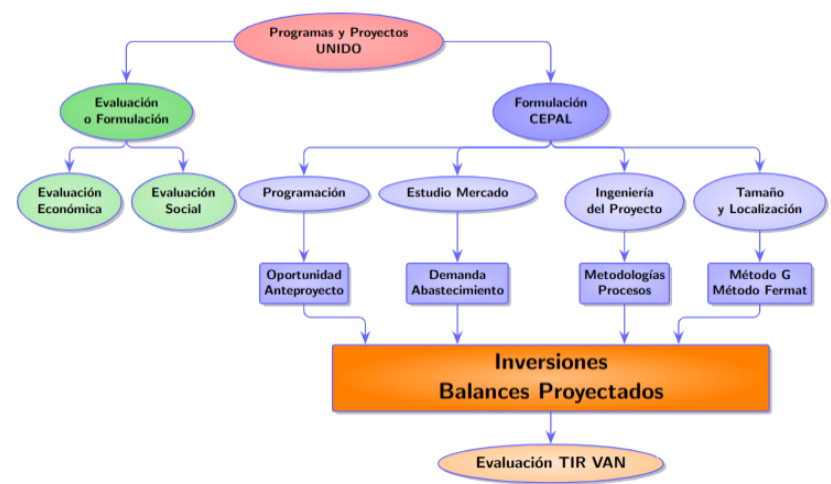 Programas y Proyectos
UNIDO
Evaluación
o Formulación
Formulación
CEPAL
Evaluación
Económica
Evaluación
Social
Programación
Estudio Mercado
Ingeniería
del Proyecto
Tamaño
y Localización
Oportunidad
Anteproyecto
Demanda
Abastecimiento
Metodologías
Procesos
Método G
Método Fermat
Inversiones
Balances Proyectados
Evaluación TIR VAN